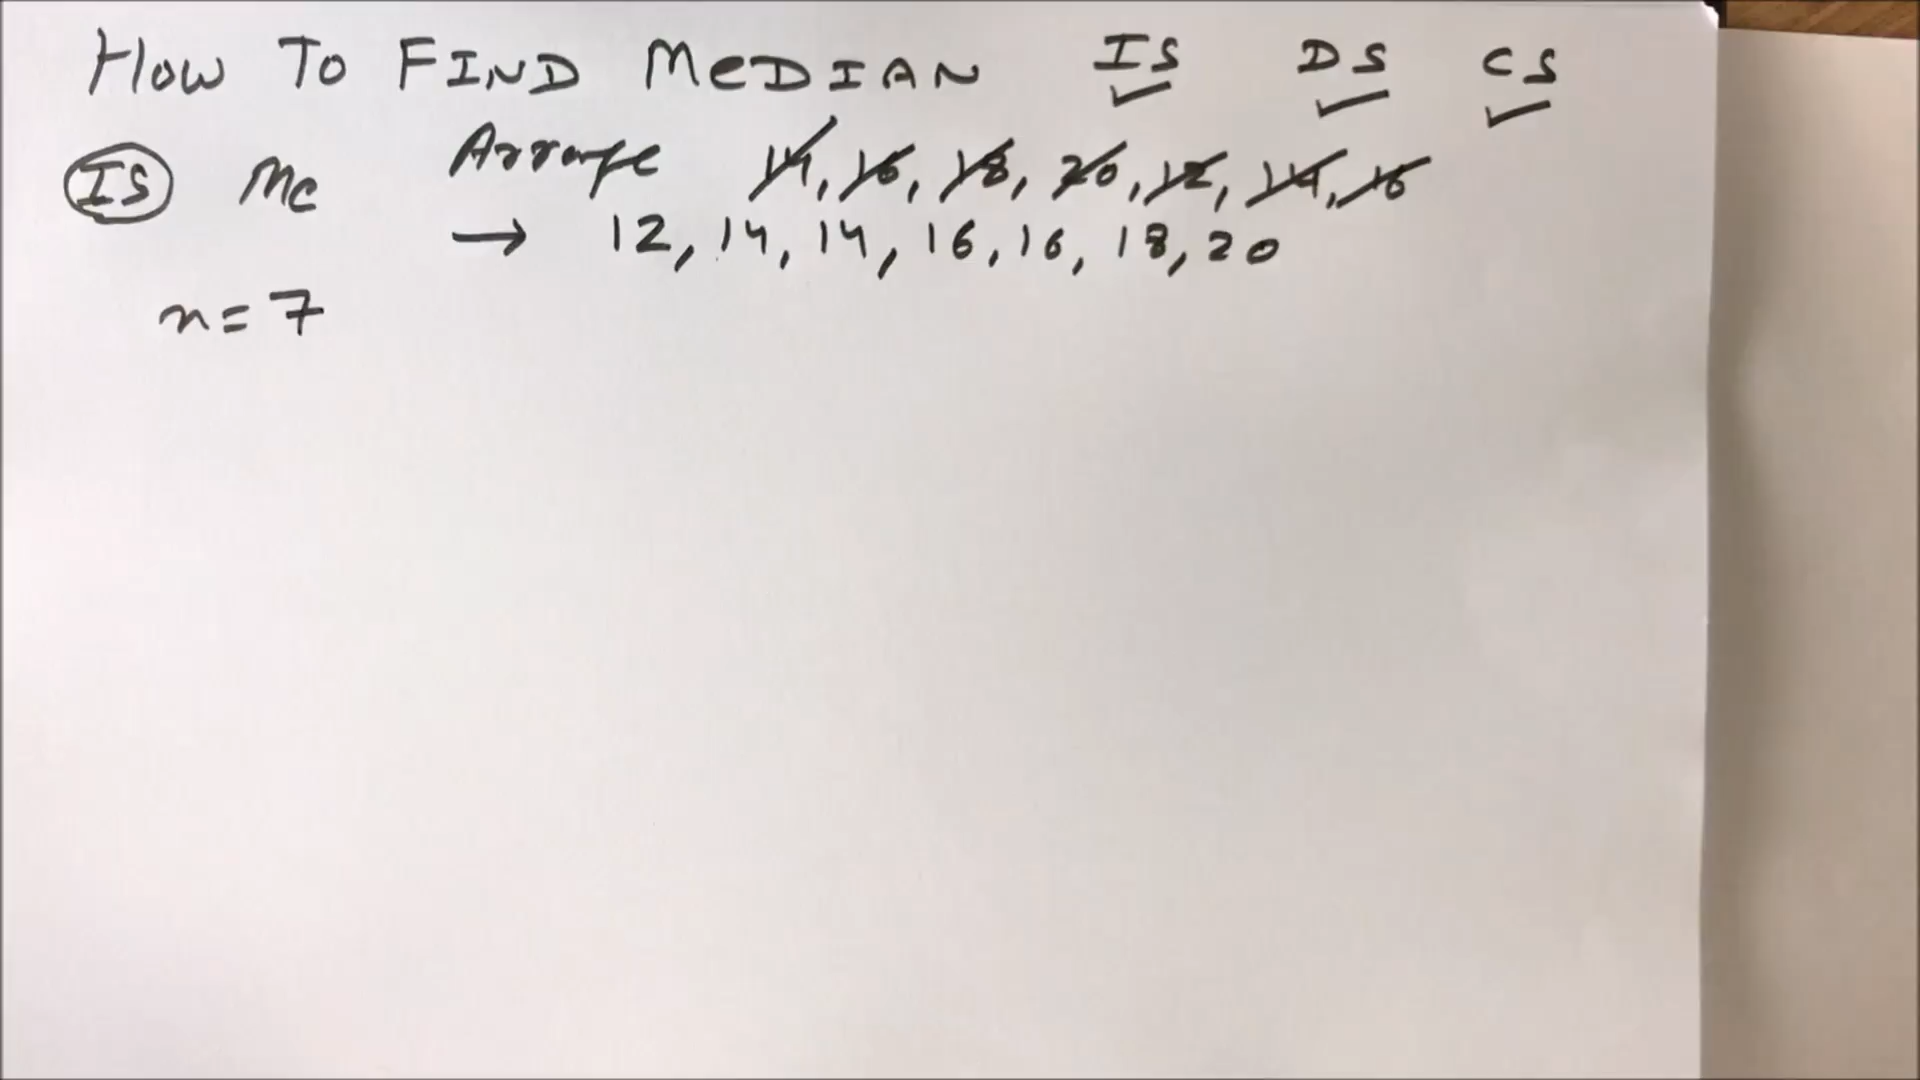 How To FIND MeDIAN IS DS CS
IS Me Arrange 14, 16, 18, 20, 12, 14, 16
→ 12, 14, 14, 16, 16, 18, 20
n = 7